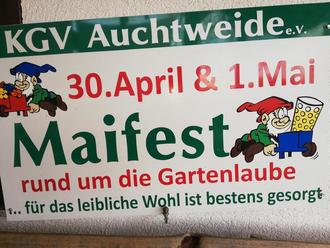 KGV Auchtweide e.V.
30.April & 1.Mai
Maifest
rund um die Gartenlaube
... für das leibliche Wohl ist bestens gesorgt